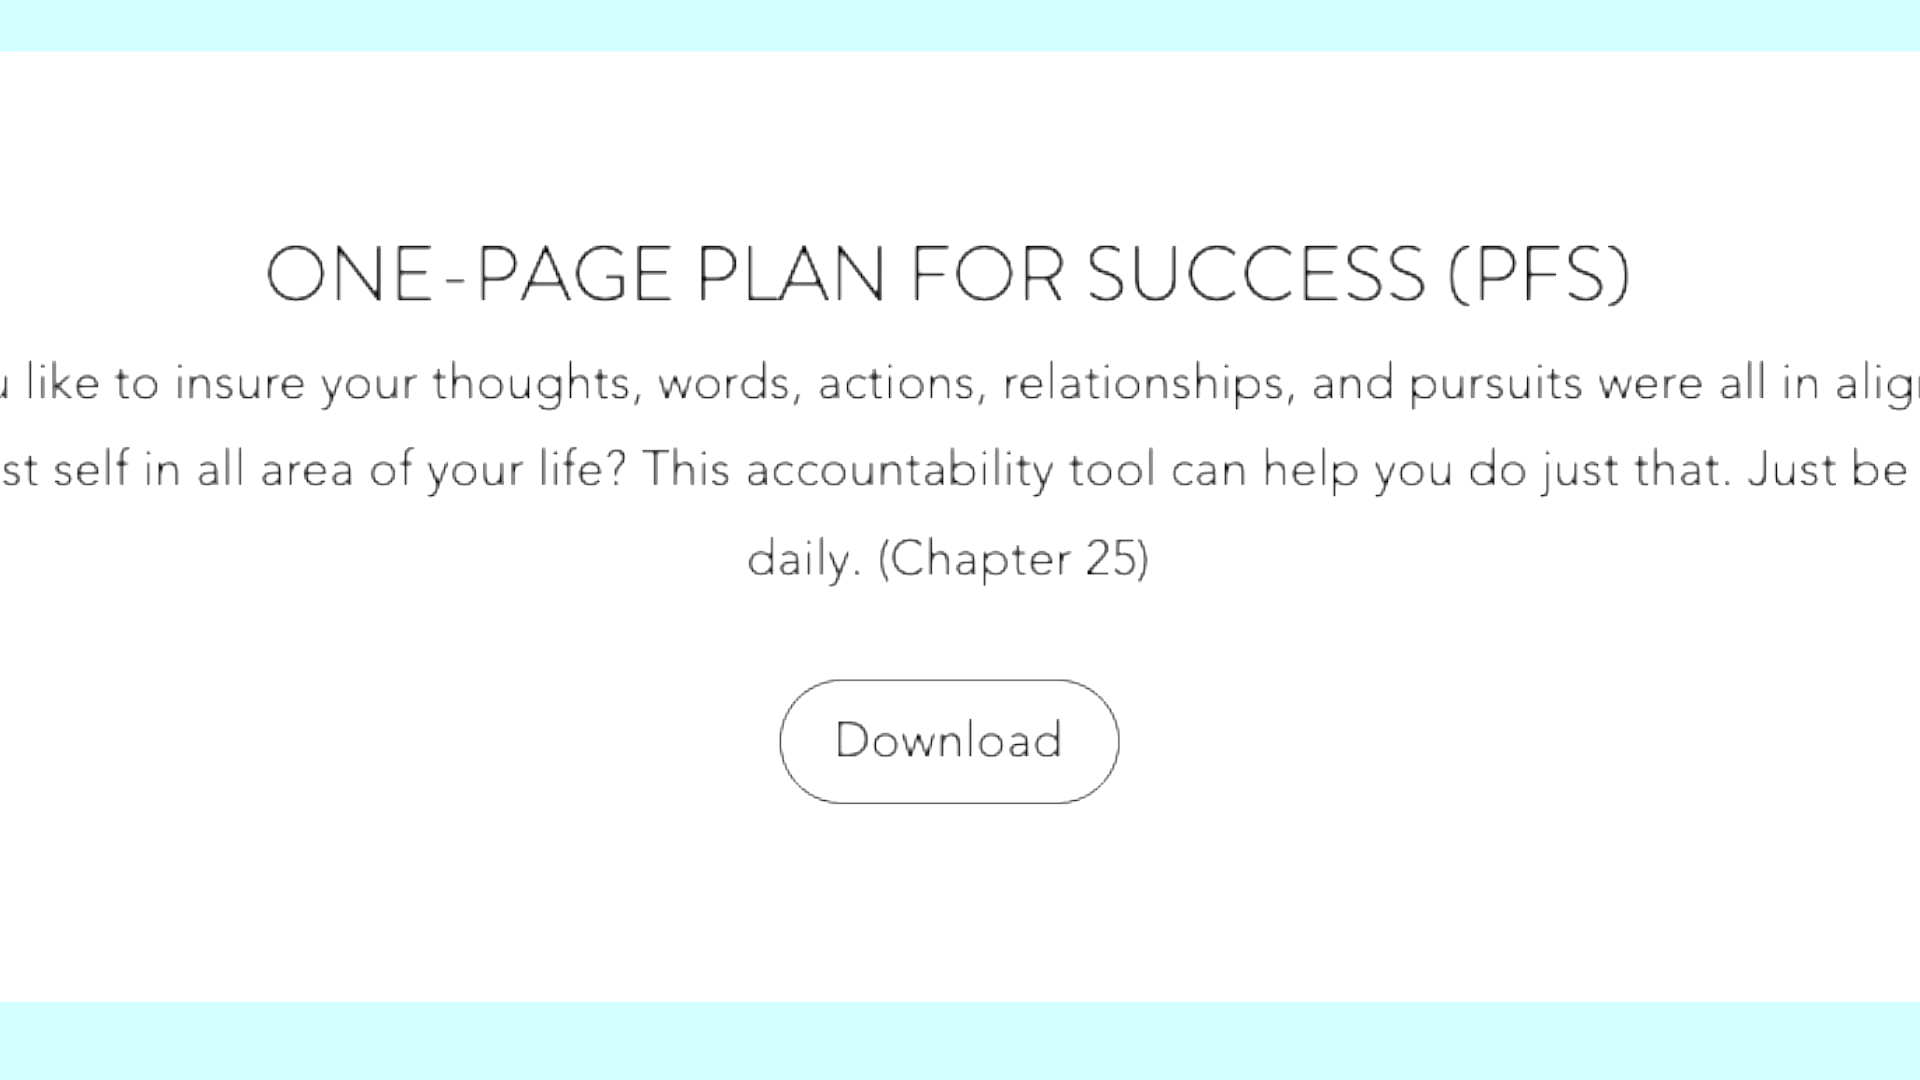 ONE-PAGE PLAN FOR SUCCESS (PFS)
like to insure your thoughts, words, actions, relationships, and pursuits were all in
self in all area of your life? This accountability tool can help you do just that. Just be
daily. (Chapter 25)
Download